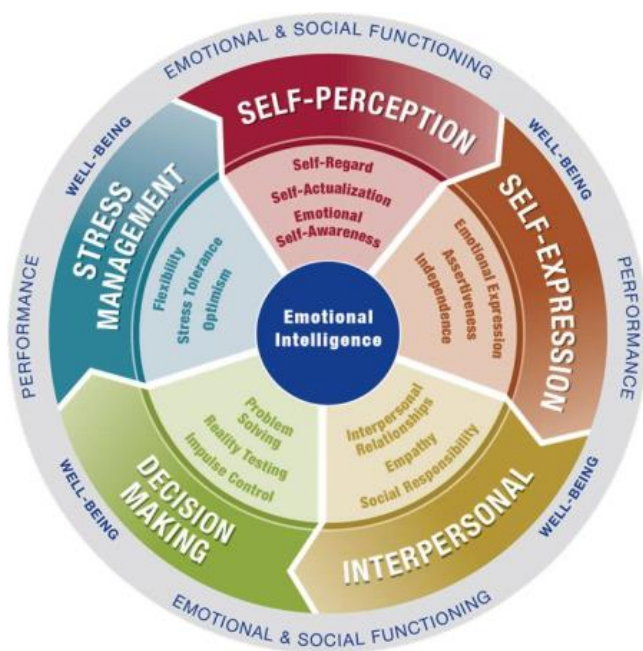 EMOTIONAL & SOCIAL FUNCTIONING
WELL-BEING
WELL-BEING
PERFORMANCE
PERFORMANCE
WELL-BEING
WELL-BEING
EMOTIONAL & SOCIAL FUNCTIONING
SELF-PERCEPTION
Self-Regard
Self-Actualization
Emotional
Self-Awareness
SELF-EXPRESSION
Emotional Expression
Assertiveness
Independence
INTERPERSONAL
Interpersonal
Relationships
Empathy
Social Responsibility
DECISION
MAKING
Problem
Solving
Reality Testing
Impulse Control
STRESS
MANAGEMENT
Flexibility
Stress Tolerance
Optimism
Emotional
Intelligence